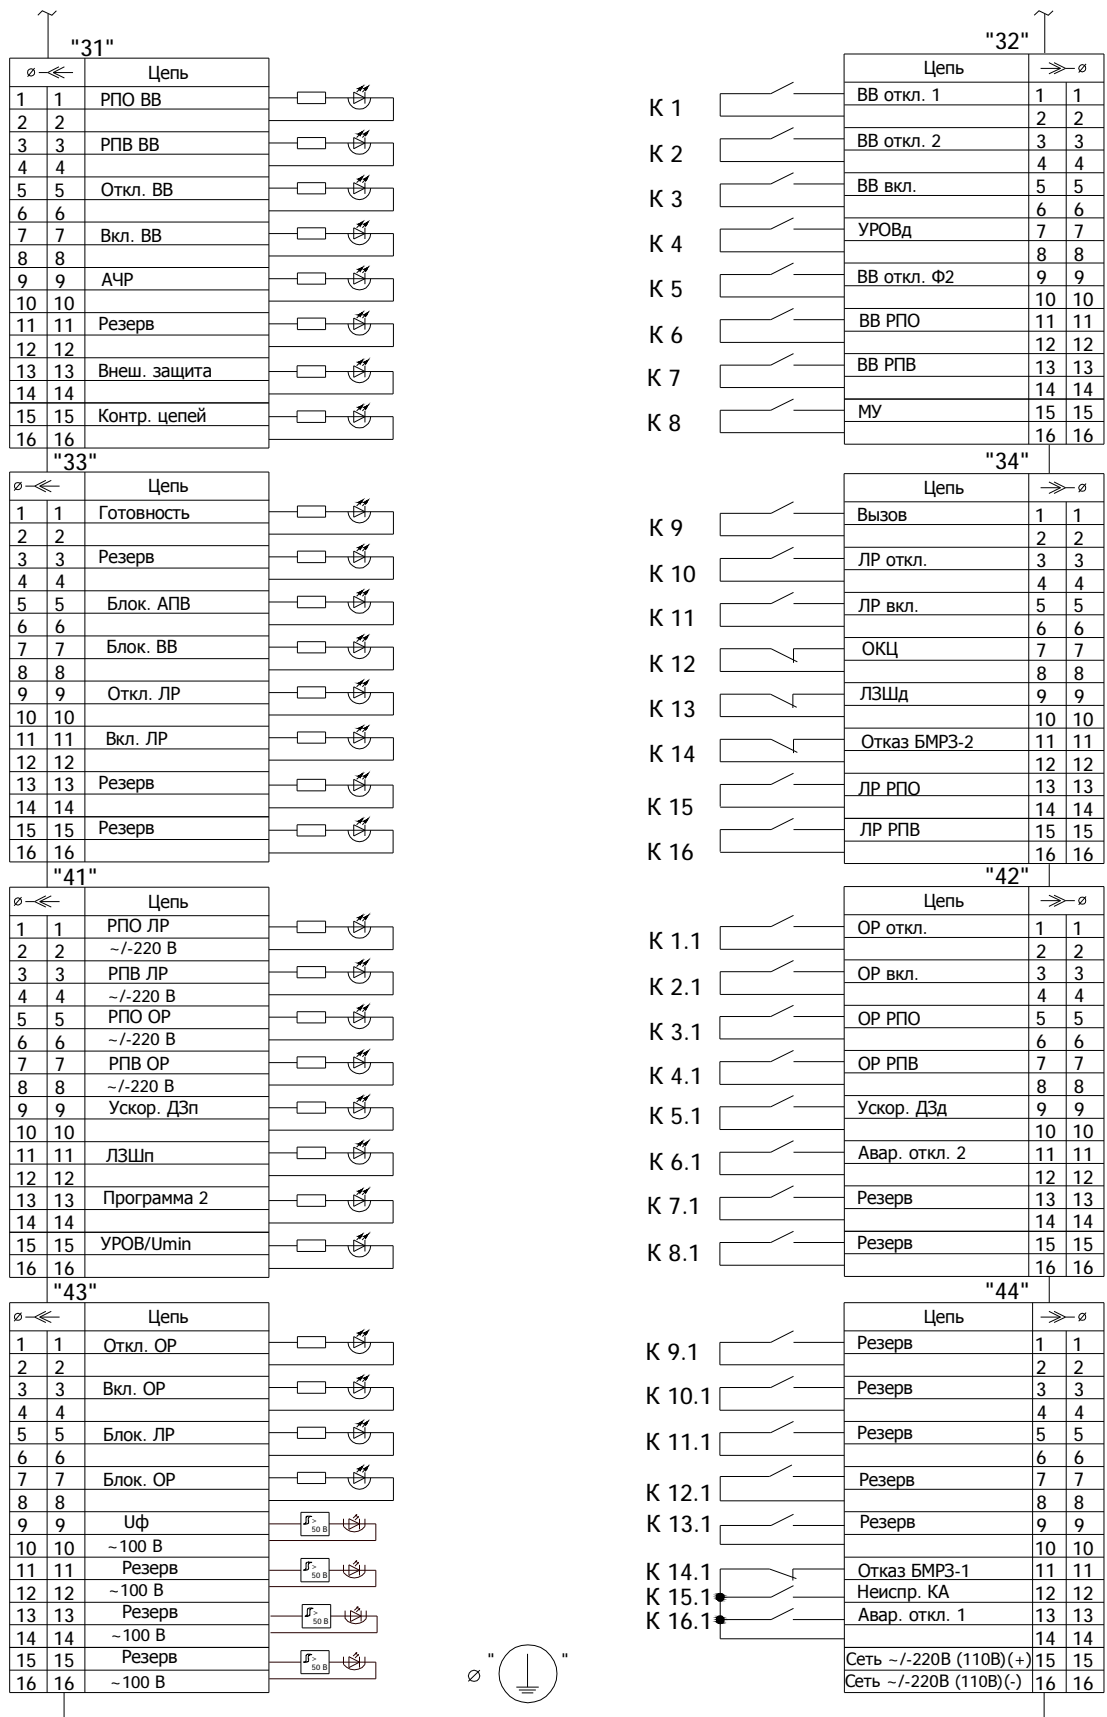 "31"
Цепь
1 1 РПО ВВ
2 2
3 3 РПВ ВВ
4 4
5 5 Откл. ВВ
6 6
7 7 Вкл. ВВ
8 8
9 9 АЧР
10 10
11 11 Резерв
12 12
13 13 Внеш. защита
14 14
15 15 Контр. цепей
16 16
"33"
Цепь
1 1 Готовность
2 2
3 3 Резерв
4 4
5 5 Блок. АПВ
6 6
7 7 Блок. ВВ
8 8
9 9 Откл. ЛР
10 10
11 11 Вкл. ЛР
12 12
13 13 Резерв
14 14
15 15 Резерв
16 16
"41"
Цепь
1 1 РПО ЛР
2 2 ~/-220 В
3 3 РПВ ЛР
4 4 ~/-220 В
5 5 РПО ОР
6 6 ~/-220 В
7 7 РПВ ОР
8 8 ~/-220 В
9 9 Ускор. ДЗп
10 10
11 11 ЛЗШп
12 12
13 13 Программа 2
14 14
15 15 УРОВ/Umin
16 16
"43"
Цепь
1 1 Откл. ОР
2 2
3 3 Вкл. ОР
4 4
5 5 Блок. ЛР
6 6
7 7 Блок. ОР
8 8
9 9 Uф > 50 В
10 10 ~100 В
11 11 Резерв > 50 В
12 12 ~100 В
13 13 Резерв > 50 В
14 14 ~100 В
15 15 Резерв > 50 В
16 16 ~100 В
"32"
Цепь
К 1 ВВ откл. 1 1 1
2 2
К 2 ВВ откл. 2 3 3
4 4
К 3 ВВ вкл. 5 5
6 6
К 4 УРОВд 7 7
8 8
К 5 ВВ откл. Ф2 9 9
10 10
К 6 ВВ РПО 11 11
12 12
К 7 ВВ РПВ 13 13
14 14
К 8 МУ 15 15
16 16
"34"
Цепь
К 9 Вызов 1 1
2 2
К 10 ЛР откл. 3 3
4 4
К 11 ЛР вкл. 5 5
6 6
К 12 ОКЦ 7 7
8 8
К 13 ЛЗШд 9 9
10 10
К 14 Отказ БМРЗ-2 11 11
12 12
К 15 ЛР РПО 13 13
14 14
К 16 ЛР РПВ 15 15
16 16
"42"
Цепь
К 1.1 ОР откл. 1 1
2 2
К 2.1 ОР вкл. 3 3
4 4
К 3.1 ОР РПО 5 5
6 6
К 4.1 ОР РПВ 7 7
8 8
К 5.1 Ускор. ДЗд 9 9
10 10
К 6.1 Авар. откл. 2 11 11
12 12
К 7.1 Резерв 13 13
14 14
К 8.1 Резерв 15 15
16 16
"44"
Цепь
К 9.1 Резерв 1 1
2 2
К 10.1 Резерв 3 3
4 4
К 11.1 Резерв 5 5
6 6
К 12.1 Резерв 7 7
8 8
К 13.1 Резерв 9 9
10 10
К 14.1 Отказ БМРЗ-1 11 11
К 15.1 Неиспр. КА 12 12
К 16.1 Авар. откл. 1 13 13
14 14
Сеть ~/-220В (110В)(+) 15 15
Сеть ~/-220В (110В)(-) 16 16
" "